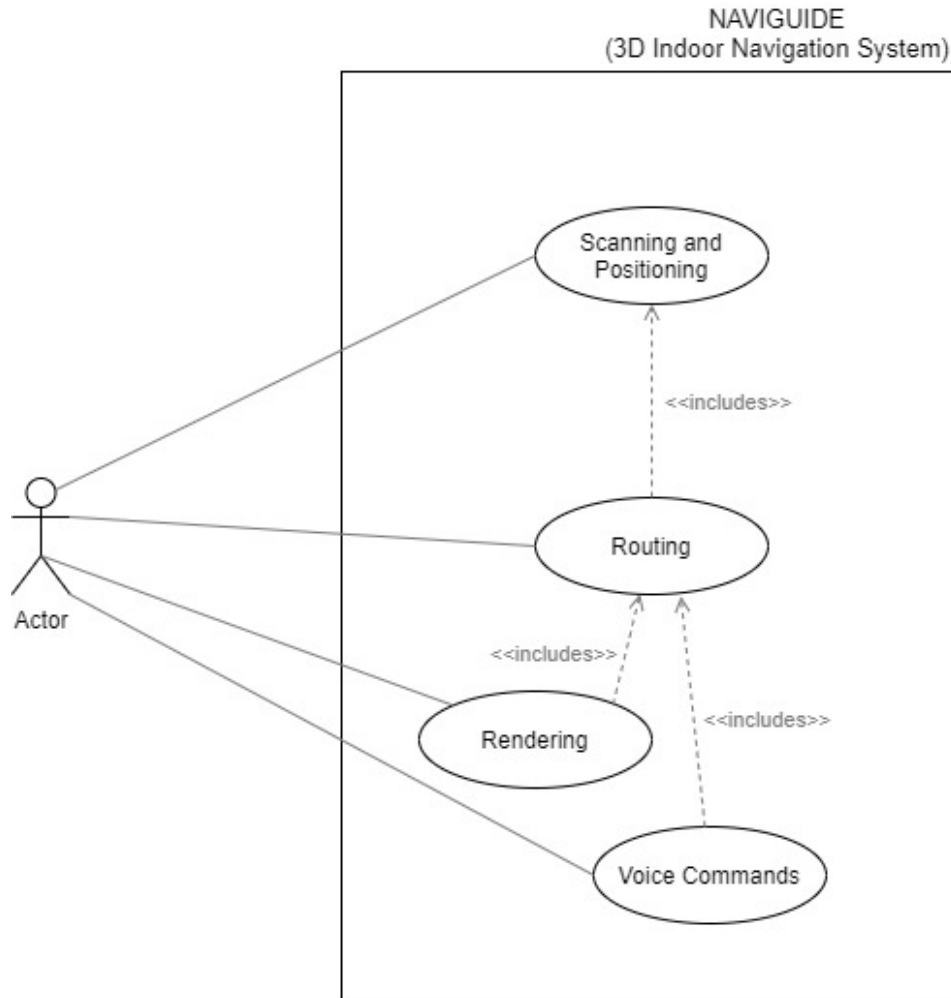 NAVIGUIDE
(3D Indoor Navigation System)
Scanning and
Positioning
<<includes>>
Routing
Actor
<<includes>>
<<includes>>
Rendering
Voice Commands